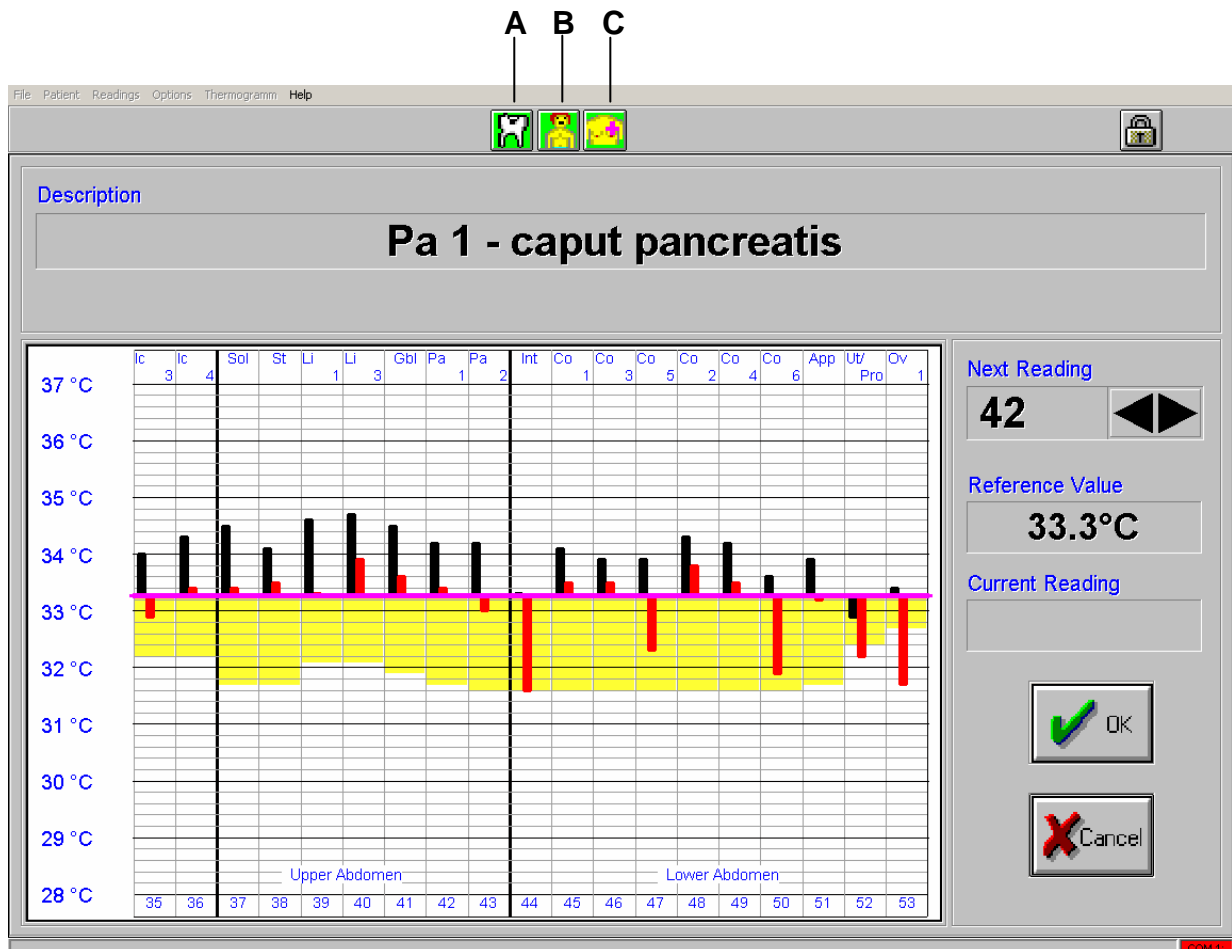 A B C
File Patient Readings Options Thermogramm Help
T
Description
Pa 1 - caput pancreatis
Ic 3 Ic 4 Sol St Li 1 Li 3 Gbl Pa 1 Pa 2 Int Co 1 Co 3 Co 5 Co 2 Co 4 Co 6 App Ut/ Pro Ov 1
37 °C
36 °C
35 °C
34 °C
33 °C
32 °C
31 °C
30 °C
29 °C
28 °C
Upper Abdomen Lower Abdomen
35 36 37 38 39 40 41 42 43 44 45 46 47 48 49 50 51 52 53
Next Reading
42
Reference Value
33.3°C
Current Reading
OK
Cancel
COM 1: